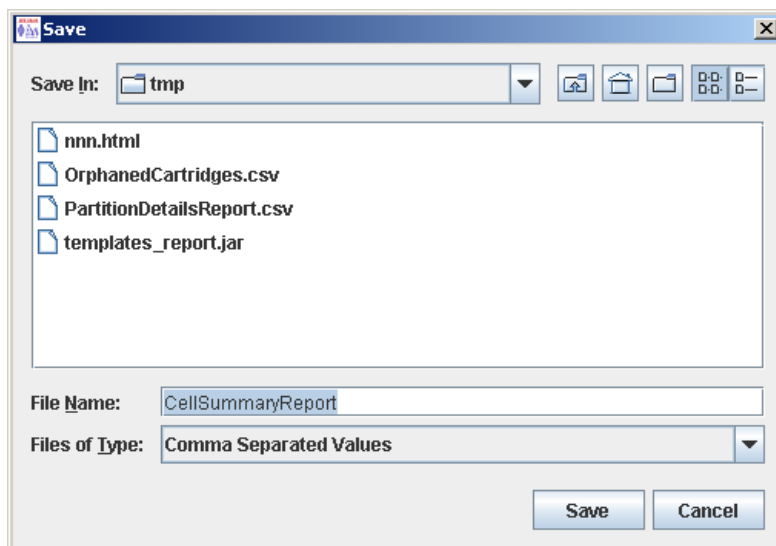 Save
Save In: tmp
nnn.html
OrphanedCartridges.csv
PartitionDetailsReport.csv
templates_report.jar
File Name: CellSummaryReport
Files of Type: Comma Separated Values
Save Cancel